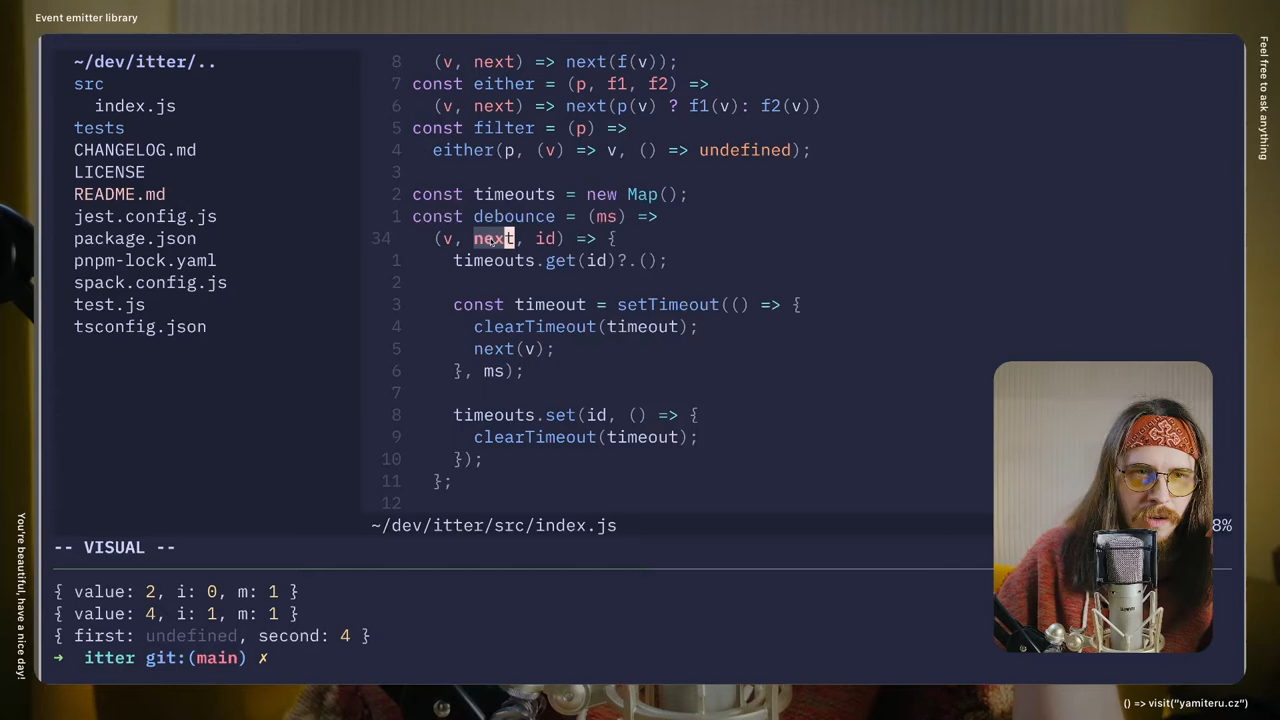 Event emitter library
Feel free to ask anything
~/dev/itter/..
src
index.js
tests
CHANGELOG.md
LICENSE
README.md
jest.config.js
package.json
pnpm-lock.yaml
spack.config.js
test.js
tsconfig.json
8 (v, next) => next(f(v));
7 const either = (p, f1, f2) =>
6 (v, next) => next(p(v) ? f1(v): f2(v))
5 const filter = (p) =>
4 either(p, (v) => v, () => undefined);
3
2 const timeouts = new Map();
1 const debounce = (ms) =>
34 (v, next, id) => {
1 timeouts.get(id)?.();
2
3 const timeout = setTimeout(() => {
4 clearTimeout(timeout);
5 next(v);
6 }, ms);
7
8 timeouts.set(id, () => {
9 clearTimeout(timeout);
10 });
11 };
12
~/dev/itter/src/index.js
8%
-- VISUAL --
{ value: 2, i: 0, m: 1 }
{ value: 4, i: 1, m: 1 }
{ first: undefined, second: 4 }
➜ itter git:(main) ✗
You're beautiful, have a nice day!
() => visit("yamiteru.cz")